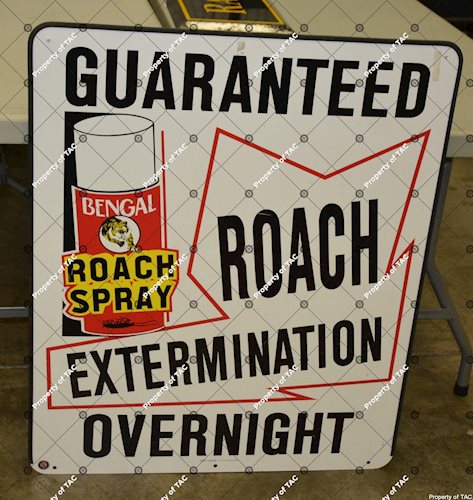 GUARANTEED
BENGAL
ROACH
SPRAY
ROACH
EXTERMINATION
OVERNIGHT
Property of TAC